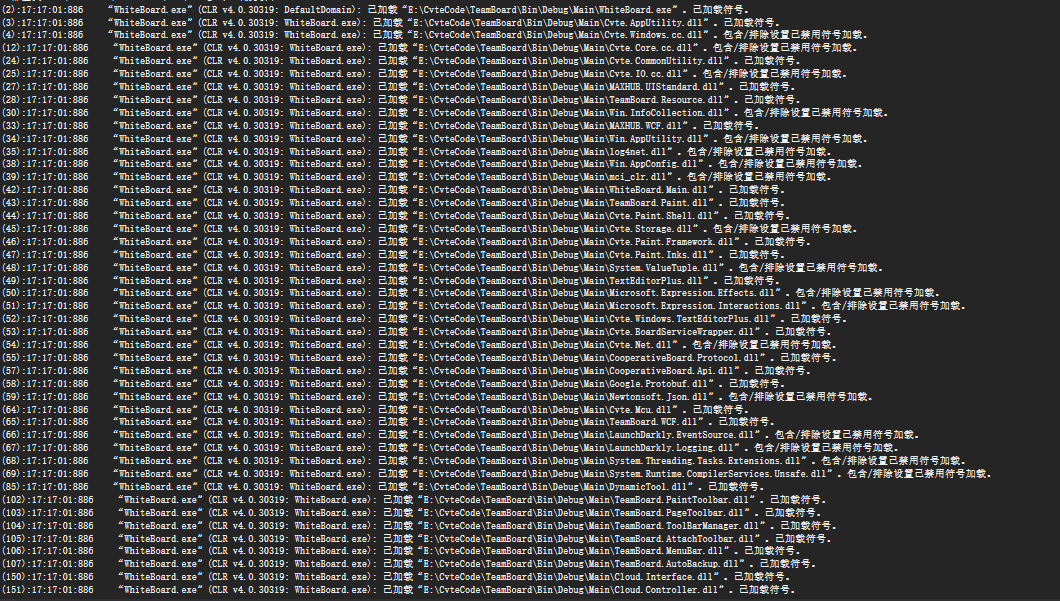 (2):17:17:01:886 “WhiteBoard.exe” (CLR v4.0.30319: DefaultDomain): 已加载 “E:\CvteCode\TeamBoard\Bin\Debug\Main\WhiteBoard.exe”。已加载符号。
(3):17:17:01:886 “WhiteBoard.exe” (CLR v4.0.30319: WhiteBoard.exe): 已加载 “E:\CvteCode\TeamBoard\Bin\Debug\Main\Cvte.AppUtility.dll”。已加载符号。
(4):17:17:01:886 “WhiteBoard.exe” (CLR v4.0.30319: WhiteBoard.exe): 已加载 “E:\CvteCode\TeamBoard\Bin\Debug\Main\Cvte.Windows.cc.dll”。包含/排除设置已禁用符号加载。
(12):17:17:01:886 “WhiteBoard.exe” (CLR v4.0.30319: WhiteBoard.exe): 已加载 “E:\CvteCode\TeamBoard\Bin\Debug\Main\Cvte.Core.cc.dll”。包含/排除设置已禁用符号加载。
(24):17:17:01:886 “WhiteBoard.exe” (CLR v4.0.30319: WhiteBoard.exe): 已加载 “E:\CvteCode\TeamBoard\Bin\Debug\Main\Cvte.CommonUtility.dll”。已加载符号。
(25):17:17:01:886 “WhiteBoard.exe” (CLR v4.0.30319: WhiteBoard.exe): 已加载 “E:\CvteCode\TeamBoard\Bin\Debug\Main\Cvte.IO.cc.dll”。包含/排除设置已禁用符号加载。
(27):17:17:01:886 “WhiteBoard.exe” (CLR v4.0.30319: WhiteBoard.exe): 已加载 “E:\CvteCode\TeamBoard\Bin\Debug\Main\MAXHUB.UIStandard.dll”。已加载符号。
(28):17:17:01:886 “WhiteBoard.exe” (CLR v4.0.30319: WhiteBoard.exe): 已加载 “E:\CvteCode\TeamBoard\Bin\Debug\Main\TeamBoard.Resource.dll”。已加载符号。
(30):17:17:01:886 “WhiteBoard.exe” (CLR v4.0.30319: WhiteBoard.exe): 已加载 “E:\CvteCode\TeamBoard\Bin\Debug\Main\Win.InfoCollection.dll”。包含/排除设置已禁用符号加载。
(33):17:17:01:886 “WhiteBoard.exe” (CLR v4.0.30319: WhiteBoard.exe): 已加载 “E:\CvteCode\TeamBoard\Bin\Debug\Main\MAXHUB.WCF.dll”。已加载符号。
(34):17:17:01:886 “WhiteBoard.exe” (CLR v4.0.30319: WhiteBoard.exe): 已加载 “E:\CvteCode\TeamBoard\Bin\Debug\Main\Win.AppUtility.dll”。包含/排除设置已禁用符号加载。
(35):17:17:01:886 “WhiteBoard.exe” (CLR v4.0.30319: WhiteBoard.exe): 已加载 “E:\CvteCode\TeamBoard\Bin\Debug\Main\log4net.dll”。包含/排除设置已禁用符号加载。
(38):17:17:01:886 “WhiteBoard.exe” (CLR v4.0.30319: WhiteBoard.exe): 已加载 “E:\CvteCode\TeamBoard\Bin\Debug\Main\Win.AppConfig.dll”。包含/排除设置已禁用符号加载。
(39):17:17:01:886 “WhiteBoard.exe” (CLR v4.0.30319: WhiteBoard.exe): 已加载 “E:\CvteCode\TeamBoard\Bin\Debug\Main\mci_clr.dll”。包含/排除设置已禁用符号加载。
(42):17:17:01:886 “WhiteBoard.exe” (CLR v4.0.30319: WhiteBoard.exe): 已加载 “E:\CvteCode\TeamBoard\Bin\Debug\Main\WhiteBoard.Main.dll”。已加载符号。
(43):17:17:01:886 “WhiteBoard.exe” (CLR v4.0.30319: WhiteBoard.exe): 已加载 “E:\CvteCode\TeamBoard\Bin\Debug\Main\TeamBoard.Paint.dll”。已加载符号。
(44):17:17:01:886 “WhiteBoard.exe” (CLR v4.0.30319: WhiteBoard.exe): 已加载 “E:\CvteCode\TeamBoard\Bin\Debug\Main\Cvte.Paint.Shell.dll”。已加载符号。
(45):17:17:01:886 “WhiteBoard.exe” (CLR v4.0.30319: WhiteBoard.exe): 已加载 “E:\CvteCode\TeamBoard\Bin\Debug\Main\Cvte.Storage.dll”。包含/排除设置已禁用符号加载。
(46):17:17:01:886 “WhiteBoard.exe” (CLR v4.0.30319: WhiteBoard.exe): 已加载 “E:\CvteCode\TeamBoard\Bin\Debug\Main\Cvte.Paint.Framework.dll”。已加载符号。
(47):17:17:01:886 “WhiteBoard.exe” (CLR v4.0.30319: WhiteBoard.exe): 已加载 “E:\CvteCode\TeamBoard\Bin\Debug\Main\Cvte.Paint.Inks.dll”。已加载符号。
(48):17:17:01:886 “WhiteBoard.exe” (CLR v4.0.30319: WhiteBoard.exe): 已加载 “E:\CvteCode\TeamBoard\Bin\Debug\Main\System.ValueTuple.dll”。包含/排除设置已禁用符号加载。
(49):17:17:01:886 “WhiteBoard.exe” (CLR v4.0.30319: WhiteBoard.exe): 已加载 “E:\CvteCode\TeamBoard\Bin\Debug\Main\TextEditorPlus.dll”。已加载符号。
(50):17:17:01:886 “WhiteBoard.exe” (CLR v4.0.30319: WhiteBoard.exe): 已加载 “E:\CvteCode\TeamBoard\Bin\Debug\Main\Microsoft.Expression.Effects.dll”。包含/排除设置已禁用符号加载。
(51):17:17:01:886 “WhiteBoard.exe” (CLR v4.0.30319: WhiteBoard.exe): 已加载 “E:\CvteCode\TeamBoard\Bin\Debug\Main\Microsoft.Expression.Interactions.dll”。包含/排除设置已禁用符号加载。
(52):17:17:01:886 “WhiteBoard.exe” (CLR v4.0.30319: WhiteBoard.exe): 已加载 “E:\CvteCode\TeamBoard\Bin\Debug\Main\Cvte.Windows.TextEditorPlus.dll”。已加载符号。
(53):17:17:01:886 “WhiteBoard.exe” (CLR v4.0.30319: WhiteBoard.exe): 已加载 “E:\CvteCode\TeamBoard\Bin\Debug\Main\Cvte.BoardServiceWrapper.dll”。已加载符号。
(54):17:17:01:886 “WhiteBoard.exe” (CLR v4.0.30319: WhiteBoard.exe): 已加载 “E:\CvteCode\TeamBoard\Bin\Debug\Main\Cvte.Net.dll”。包含/排除设置已禁用符号加载。
(55):17:17:01:886 “WhiteBoard.exe” (CLR v4.0.30319: WhiteBoard.exe): 已加载 “E:\CvteCode\TeamBoard\Bin\Debug\Main\CooperativeBoard.Protocol.dll”。已加载符号。
(57):17:17:01:886 “WhiteBoard.exe” (CLR v4.0.30319: WhiteBoard.exe): 已加载 “E:\CvteCode\TeamBoard\Bin\Debug\Main\CooperativeBoard.Api.dll”。已加载符号。
(58):17:17:01:886 “WhiteBoard.exe” (CLR v4.0.30319: WhiteBoard.exe): 已加载 “E:\CvteCode\TeamBoard\Bin\Debug\Main\Google.Protobuf.dll”。已加载符号。
(59):17:17:01:886 “WhiteBoard.exe” (CLR v4.0.30319: WhiteBoard.exe): 已加载 “E:\CvteCode\TeamBoard\Bin\Debug\Main\Newtonsoft.Json.dll”。包含/排除设置已禁用符号加载。
(64):17:17:01:886 “WhiteBoard.exe” (CLR v4.0.30319: WhiteBoard.exe): 已加载 “E:\CvteCode\TeamBoard\Bin\Debug\Main\Cvte.Mcu.dll”。已加载符号。
(65):17:17:01:886 “WhiteBoard.exe” (CLR v4.0.30319: WhiteBoard.exe): 已加载 “E:\CvteCode\TeamBoard\Bin\Debug\Main\TeamBoard.WCF.dll”。已加载符号。
(66):17:17:01:886 “WhiteBoard.exe” (CLR v4.0.30319: WhiteBoard.exe): 已加载 “E:\CvteCode\TeamBoard\Bin\Debug\Main\LaunchDarkly.EventSource.dll”。包含/排除设置已禁用符号加载。
(67):17:17:01:886 “WhiteBoard.exe” (CLR v4.0.30319: WhiteBoard.exe): 已加载 “E:\CvteCode\TeamBoard\Bin\Debug\Main\LaunchDarkly.Logging.dll”。包含/排除设置已禁用符号加载。
(68):17:17:01:886 “WhiteBoard.exe” (CLR v4.0.30319: WhiteBoard.exe): 已加载 “E:\CvteCode\TeamBoard\Bin\Debug\Main\System.Threading.Tasks.Extensions.dll”。包含/排除设置已禁用符号加载。
(69):17:17:01:886 “WhiteBoard.exe” (CLR v4.0.30319: WhiteBoard.exe): 已加载 “E:\CvteCode\TeamBoard\Bin\Debug\Main\System.Runtime.CompilerServices.Unsafe.dll”。包含/排除设置已禁用符号加载。
(85):17:17:01:886 “WhiteBoard.exe” (CLR v4.0.30319: WhiteBoard.exe): 已加载 “E:\CvteCode\TeamBoard\Bin\Debug\Main\DynamicTool.dll”。已加载符号。
(102):17:17:01:886 “WhiteBoard.exe” (CLR v4.0.30319: WhiteBoard.exe): 已加载 “E:\CvteCode\TeamBoard\Bin\Debug\Main\TeamBoard.PaintToolbar.dll”。已加载符号。
(103):17:17:01:886 “WhiteBoard.exe” (CLR v4.0.30319: WhiteBoard.exe): 已加载 “E:\CvteCode\TeamBoard\Bin\Debug\Main\TeamBoard.PageToolbar.dll”。已加载符号。
(104):17:17:01:886 “WhiteBoard.exe” (CLR v4.0.30319: WhiteBoard.exe): 已加载 “E:\CvteCode\TeamBoard\Bin\Debug\Main\TeamBoard.ToolBarManager.dll”。已加载符号。
(105):17:17:01:886 “WhiteBoard.exe” (CLR v4.0.30319: WhiteBoard.exe): 已加载 “E:\CvteCode\TeamBoard\Bin\Debug\Main\TeamBoard.AttachToolbar.dll”。已加载符号。
(106):17:17:01:886 “WhiteBoard.exe” (CLR v4.0.30319: WhiteBoard.exe): 已加载 “E:\CvteCode\TeamBoard\Bin\Debug\Main\TeamBoard.MenuBar.dll”。已加载符号。
(107):17:17:01:886 “WhiteBoard.exe” (CLR v4.0.30319: WhiteBoard.exe): 已加载 “E:\CvteCode\TeamBoard\Bin\Debug\Main\TeamBoard.AutoBackup.dll”。已加载符号。
(150):17:17:01:886 “WhiteBoard.exe” (CLR v4.0.30319: WhiteBoard.exe): 已加载 “E:\CvteCode\TeamBoard\Bin\Debug\Main\Cloud.Interface.dll”。已加载符号。
(151):17:17:01:886 “WhiteBoard.exe” (CLR v4.0.30319: WhiteBoard.exe): 已加载 “E:\CvteCode\TeamBoard\Bin\Debug\Main\Cloud.Controller.dll”。已加载符号。